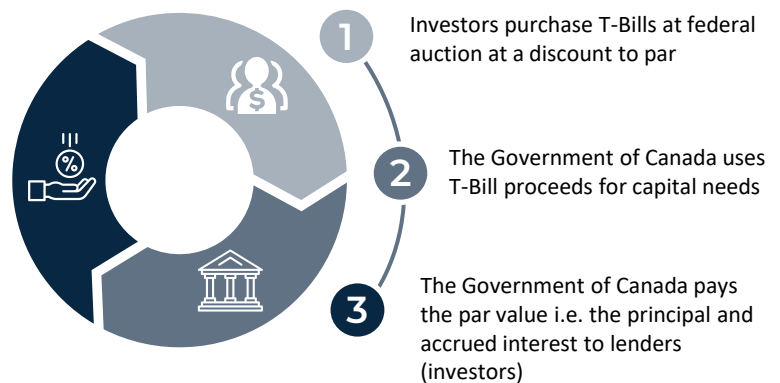 1
Investors purchase T-Bills at federal
auction at a discount to par
$
%
2
The Government of Canada uses
T-Bill proceeds for capital needs
3
The Government of Canada pays
the par value i.e. the principal and
accrued interest to lenders
(investors)